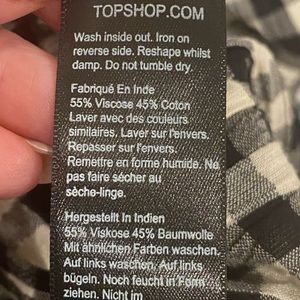 TOPSHOP.COM
Wash inside out. Iron on
reverse side. Reshape whilst
damp. Do not tumble dry.
Fabriqué En Inde
55% Viscose 45% Coton
Laver avec des couleurs
similaires. Laver sur l'envers.
Repasser sur l'envers.
Remettre en forme humide. Ne
pas faire sécher au
sèche-linge.
Hergestellt In Indien
55% Viscose 45% Baumwolle
Mit ähnlichen Farben waschen.
Auf links waschen. Auf links
bügeln. Noch feucht in Form
ziehen. Nicht im